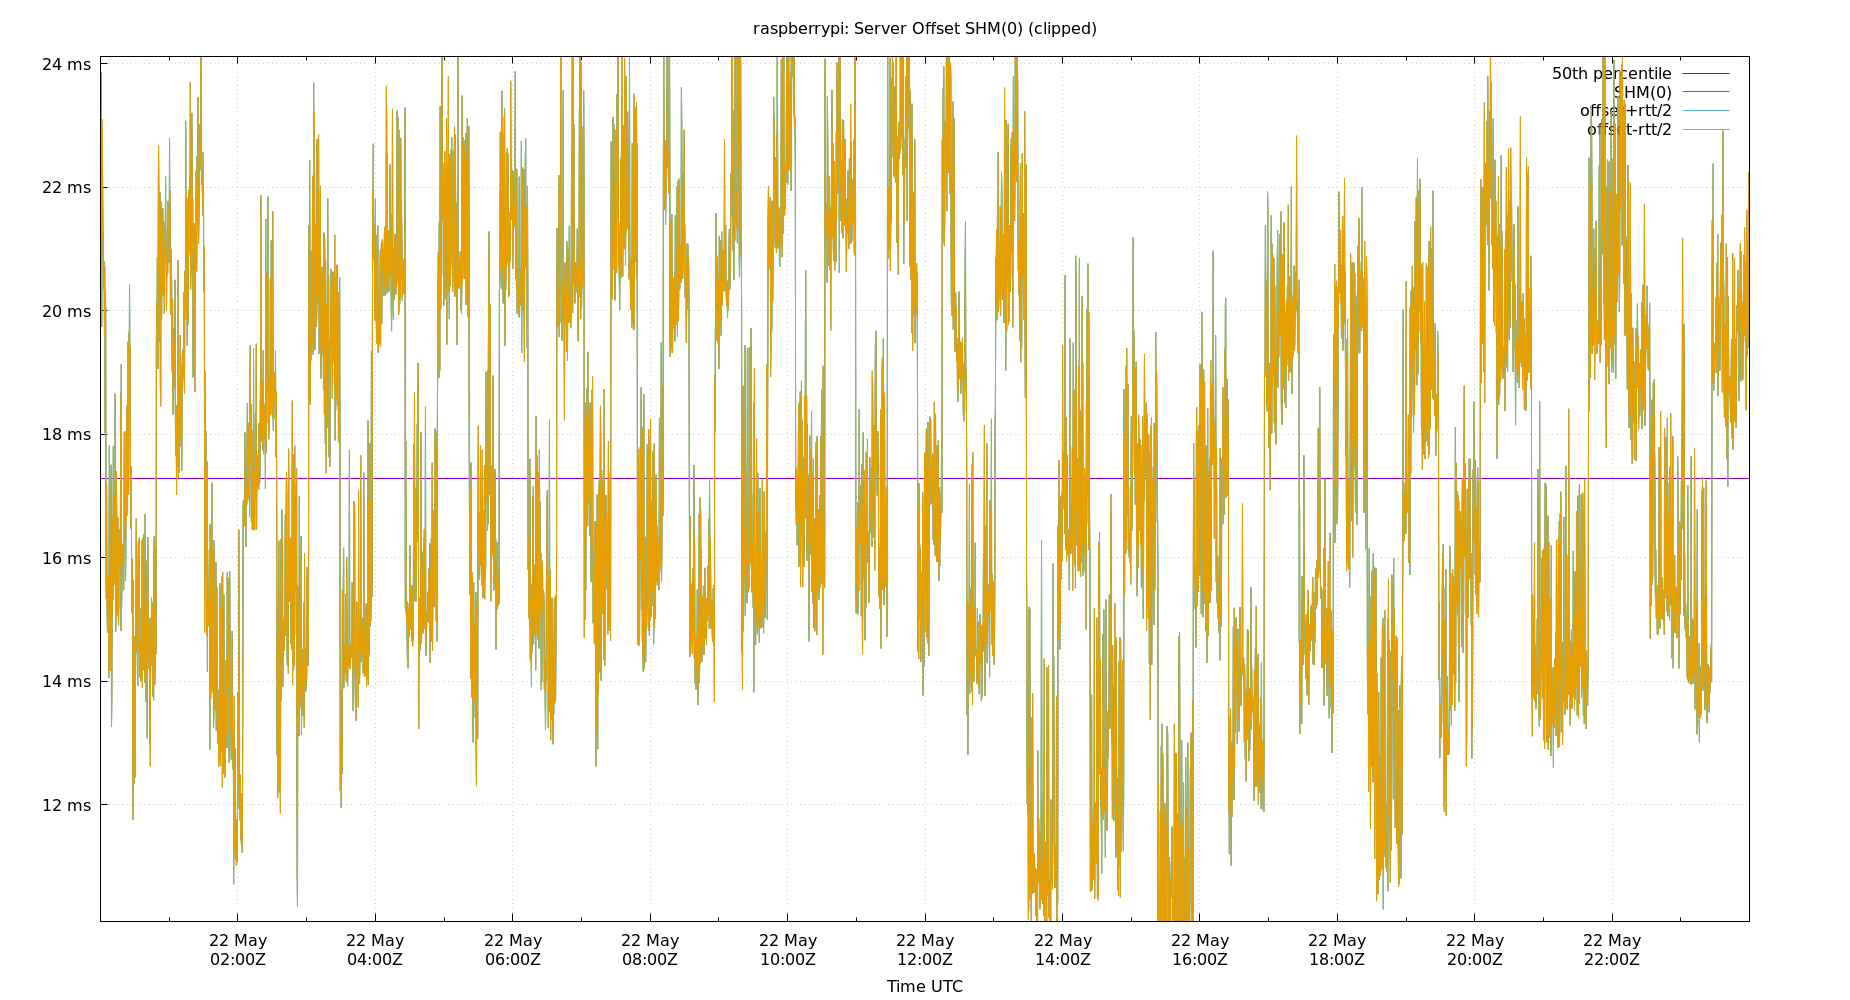 raspberrypi: Server Offset SHM(0) (clipped)
24 ms
22 ms
20 ms
18 ms
16 ms
14 ms
12 ms
50th percentile
SHM(0)
offset+rtt/2
offset-rtt/2
22 May 22 May 22 May 22 May 22 May 22 May 22 May 22 May 22 May 22 May 22 May
02:00Z 04:00Z 06:00Z 08:00Z 10:00Z 12:00Z 14:00Z 16:00Z 18:00Z 20:00Z 22:00Z
Time UTC